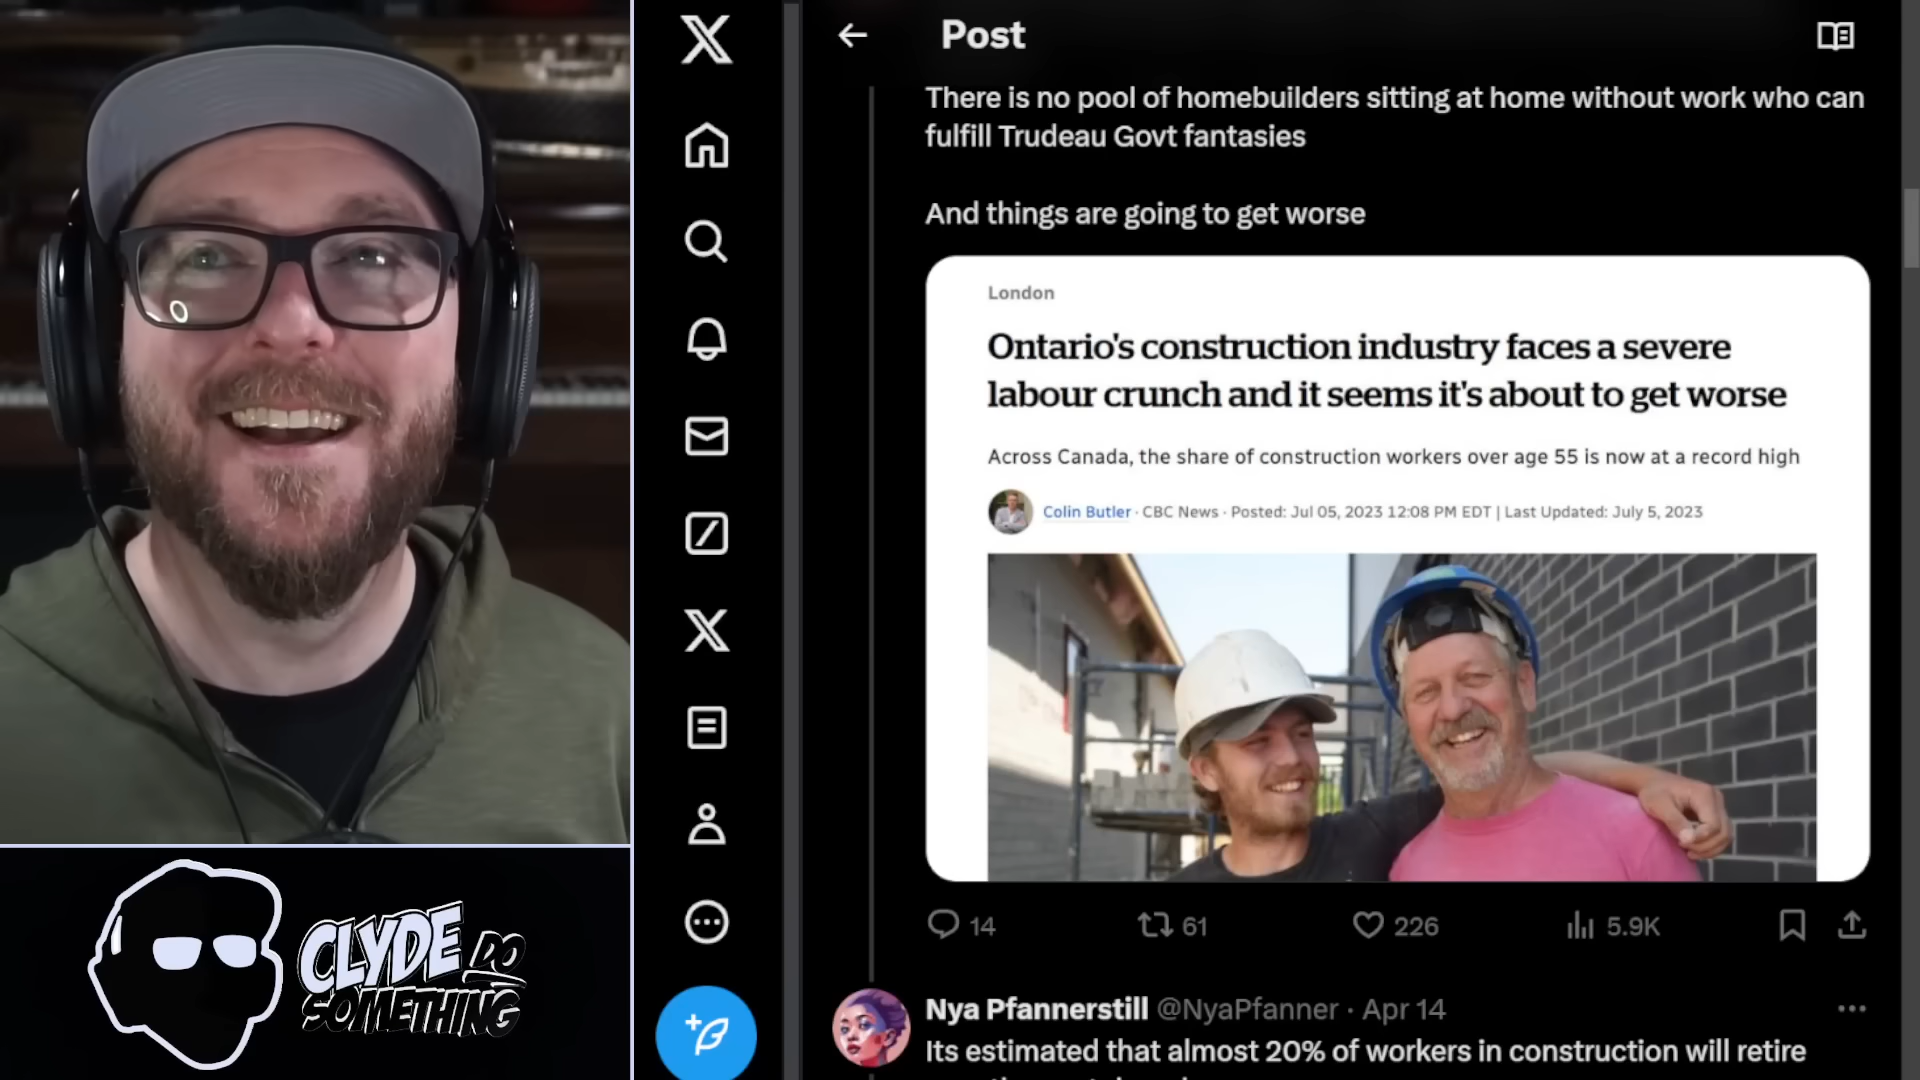 Post
There is no pool of homebuilders sitting at home without work who can
fulfill Trudeau Govt fantasies
And things are going to get worse
London
Ontario's construction industry faces a severe
labour crunch and it seems it's about to get worse
Across Canada, the share of construction workers over age 55 is now at a record high
Colin Butler · CBC News · Posted: Jul 05, 2023 12:08 PM EDT | Last Updated: July 5, 2023
14 61 226 5.9K
Nya Pfannerstill @NyaPfanner · Apr 14
Its estimated that almost 20% of workers in construction will retire
CLYDE DO
SOMETHING